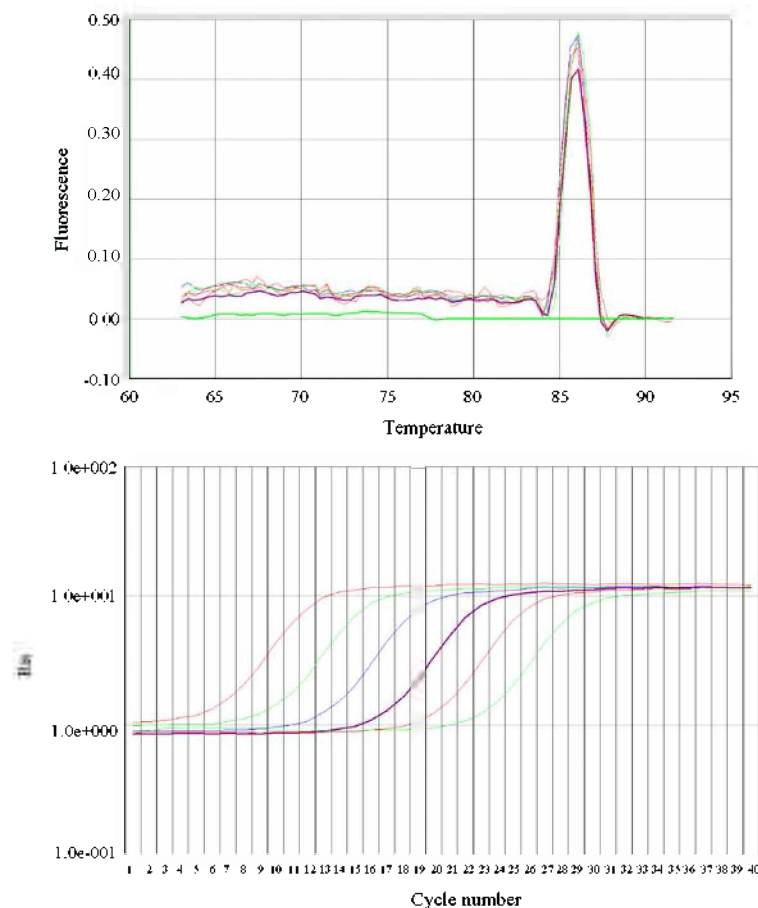 0.50
0.40
0.30
0.20
0.10
0.00
-0.10
Fluorescence
60 65 70 75 80 85 90 95
Temperature
1 0e+002
1 0e+001
1.0e+000
1.0e-001
1 2 3 4 5 6 7 8 9 10 11 12 13 14 15 16 17 18 19 20 21 22 23 24 25 26 27 28 29 30 31 32 33 34 35 36 37 38 39 40
Cycle number